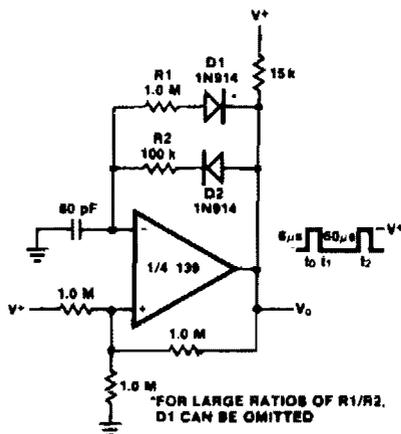 V+
D1
1N914
R1
1.0 M
15k
R2
100 k
D2
1N914
80 pF
−
1/4 139
+
6µs
60µs
V+
t0 t1 t2
V+
1.0 M
Vo
1.0 M
1.0 M
*FOR LARGE RATIOS OF R1/R2,
D1 CAN BE OMITTED